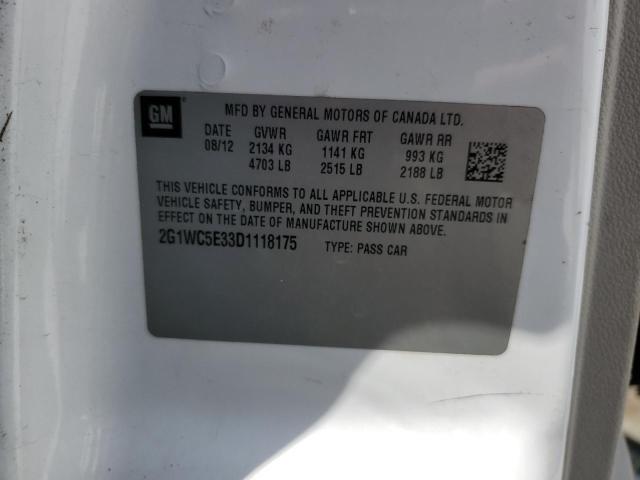 GM
MFD BY GENERAL MOTORS OF CANADA LTD.
DATE GVWR GAWR FRT GAWR RR
08/12 2134 KG 1141 KG 993 KG
4703 LB 2515 LB 2188 LB
THIS VEHICLE CONFORMS TO ALL APPLICABLE U.S. FEDERAL MOTOR
VEHICLE SAFETY, BUMPER, AND THEFT PREVENTION STANDARDS IN
EFFECT ON THE DATE OF MANUFACTURE SHOWN ABOVE.
2G1WC5E33D1118175 TYPE: PASS CAR